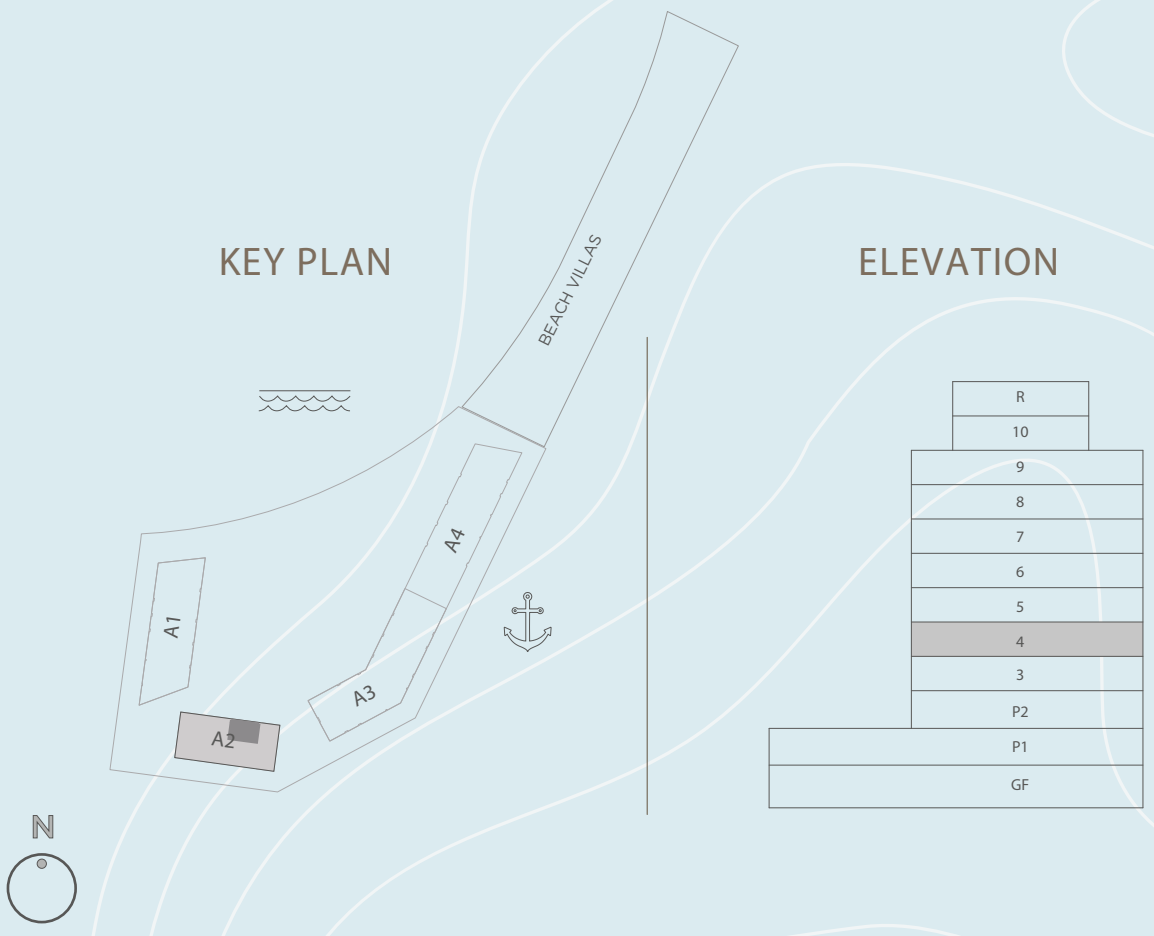 KEY PLAN
BEACH VILLAS
A4
A1
A3
A2
N
ELEVATION
R
10
9
8
7
6
5
4
3
P2
P1
GF